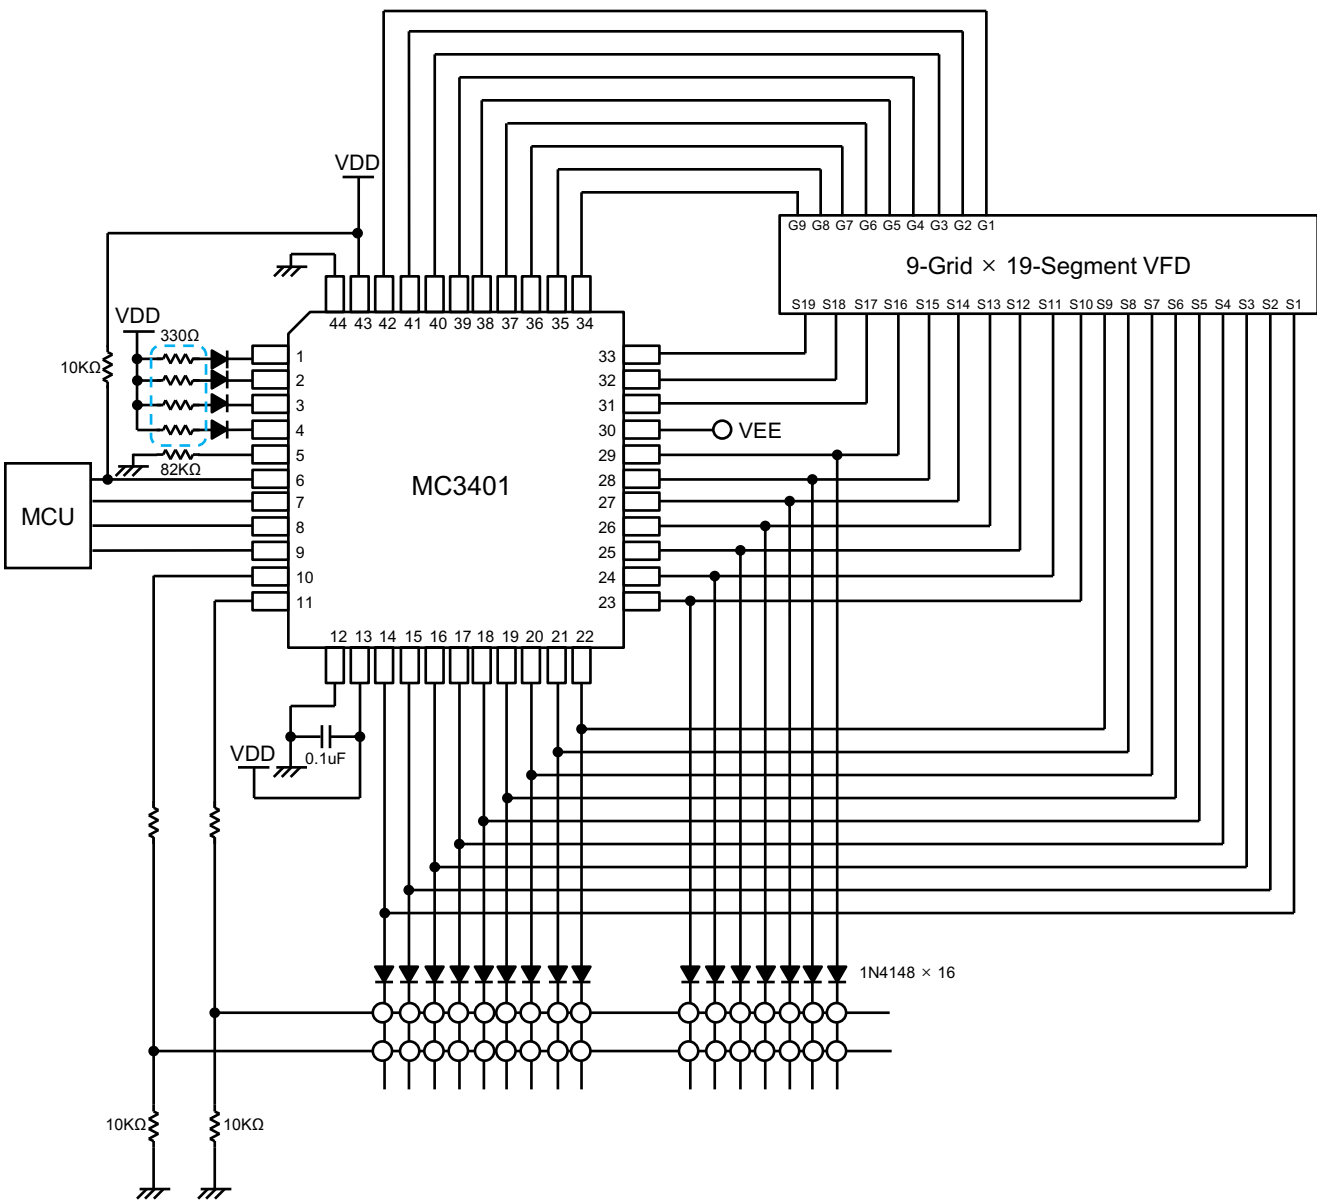 VDD
G9 G8 G7 G6 G5 G4 G3 G2 G1
9-Grid × 19-Segment VFD
S19 S18 S17 S16 S15 S14 S13 S12 S11 S10 S9 S8 S7 S6 S5 S4 S3 S2 S1
VDD
330Ω
10KΩ
82KΩ
44 43 42 41 40 39 38 37 36 35 34
1
2
3
4
5
6
7
8
9
10
11
33
32
31
30
29
28
27
26
25
24
23
VEE
MC3401
MCU
12 13 14 15 16 17 18 19 20 21 22
VDD
0.1uF
1N4148 × 16
10KΩ
10KΩ